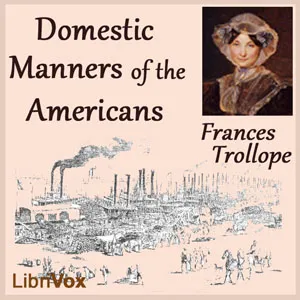 Domestic
Manners of the
Americans
Frances
Trollope
LibriVox